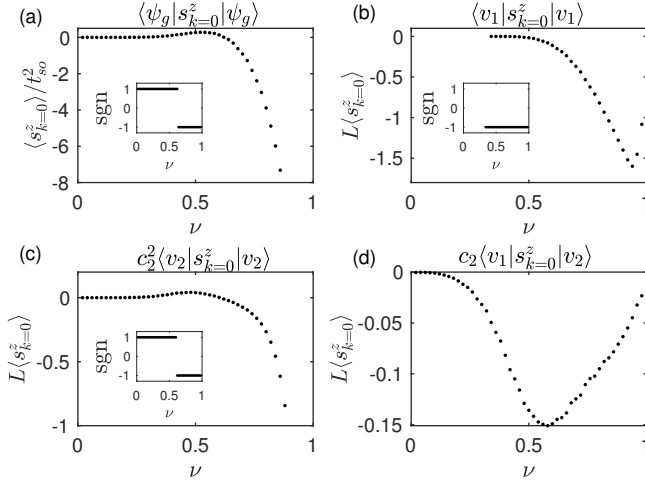 (a)
⟨ψ_g|s^z_{k=0}|ψ_g⟩
⟨s^z_{k=0}⟩/t^2_{so}
0
-2
-4
-6
-8
0
0.5
1
ν
sgn
1
0
-1
0
0.5
1
ν
(b)
⟨v_1|s^z_{k=0}|v_1⟩
L⟨s^z_{k=0}⟩
0
-0.5
-1
-1.5
0
0.5
1
ν
sgn
1
0
-1
0
0.5
1
ν
(c)
c_2^2⟨v_2|s^z_{k=0}|v_2⟩
L⟨s^z_{k=0}⟩
0
-0.5
-1
0
0.5
1
ν
sgn
1
0
-1
0
0.5
1
ν
(d)
c_2⟨v_1|s^z_{k=0}|v_2⟩
L⟨s^z_{k=0}⟩
0
-0.05
-0.1
-0.15
0
0.5
1
ν